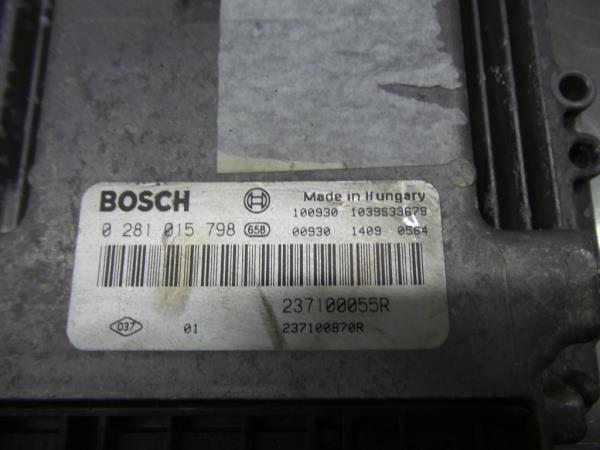 BOSCH Made in Hungary
100930 1039S33679
0 281 015 798 658 00930 1409 0564
237100055R
037 01 237100870R